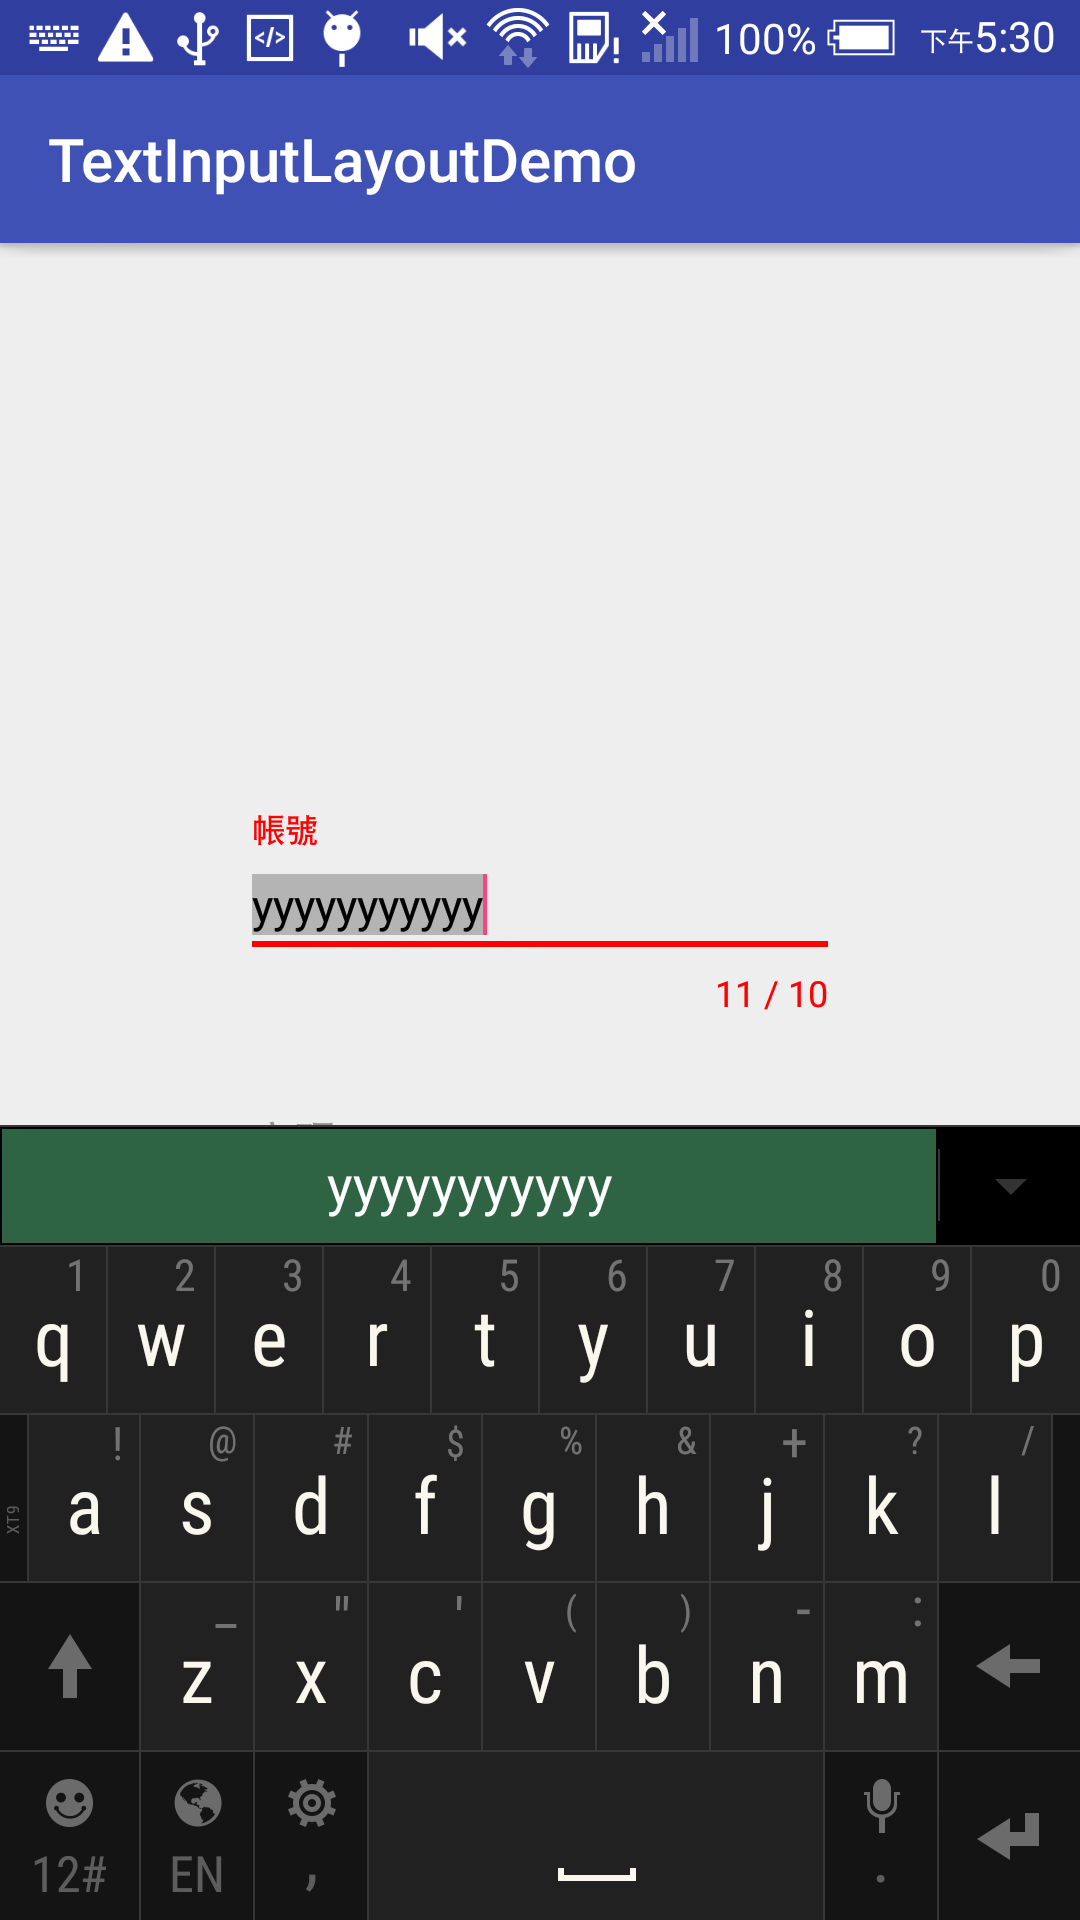 100% 下午5:30
TextInputLayoutDemo
帳號
yyyyyyyyyyy
11 / 10
yyyyyyyyyyy
1 2 3 4 5 6 7 8 9 0
q w e r t y u i o p
! @ # $ % & + ? /
XT9 a s d f g h j k l
_ " ' ( ) - :
z x c v b n m
12# EN , .